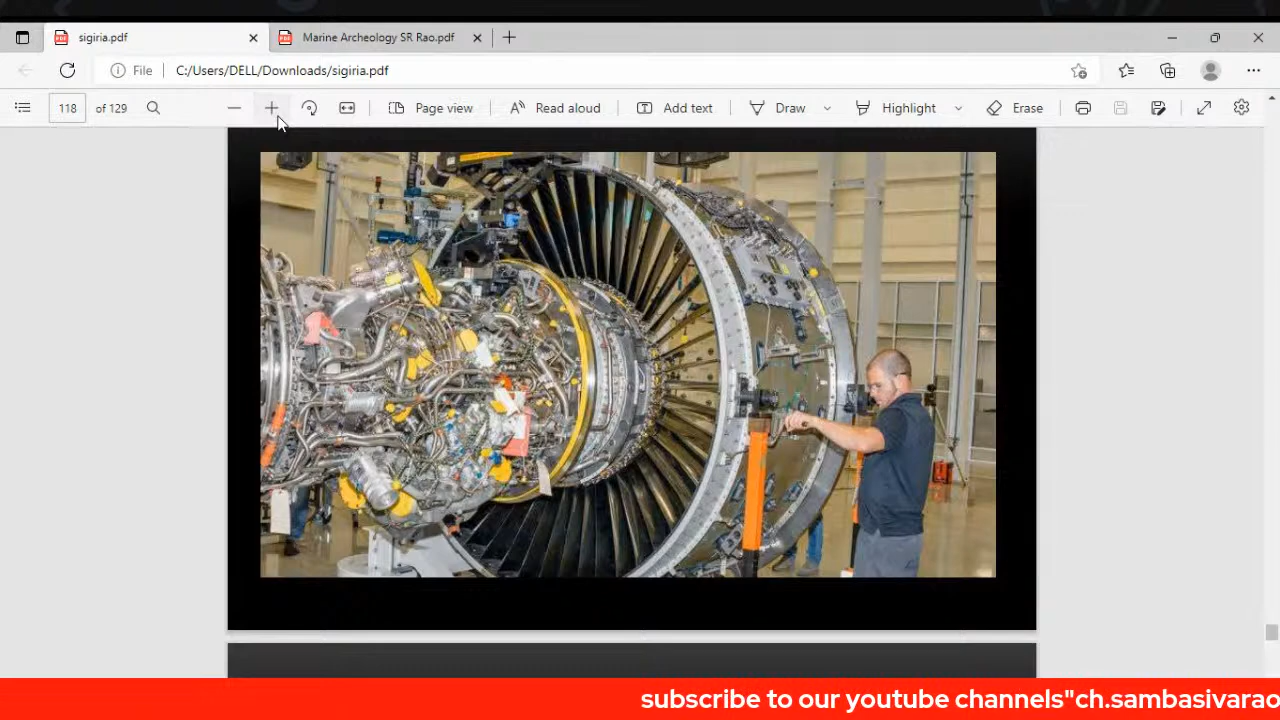 sigiria.pdf
Marine Archeology SR Rao.pdf
File
C:/Users/DELL/Downloads/sigiria.pdf
118 of 129
Page view
Read aloud
Add text
Draw
Highlight
Erase
subscribe to our youtube channels"ch.sambasivarao